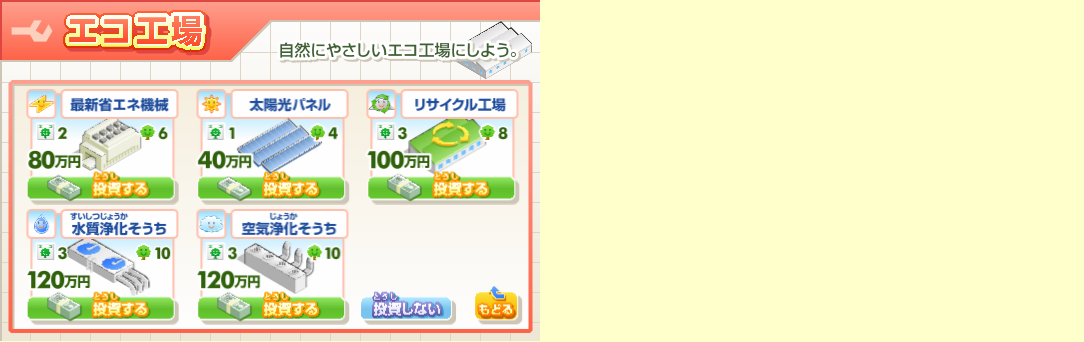 エコ工場
自然にやさしいエコ工場にしよう。
最新省エネ機械
2
6
80万円
とうし
投資する
太陽光パネル
1
4
40万円
とうし
投資する
リサイクル工場
3
8
100万円
とうし
投資する
すいしつじょうか
水質浄化そうち
3
10
120万円
とうし
投資する
じょうか
空気浄化そうち
3
10
120万円
とうし
投資する
とうし
投資しない
もどる